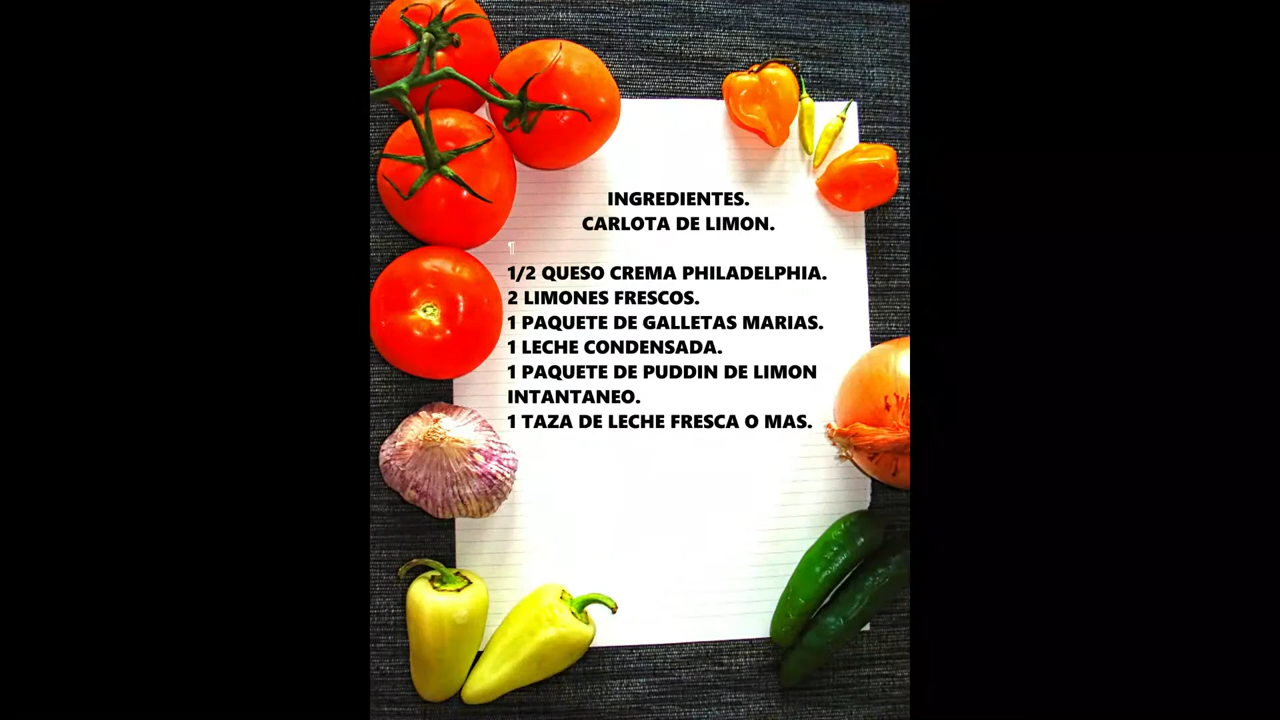 INGREDIENTES.
CARLOTA DE LIMON.
¶
1/2 QUESO CREMA PHILADELPHIA.
2 LIMONES FRESCOS.
1 PAQUETE DE GALLETAS MARIAS.
1 LECHE CONDENSADA.
1 PAQUETE DE PUDDIN DE LIMON
INTANTANEO.
1 TAZA DE LECHE FRESCA O MAS.